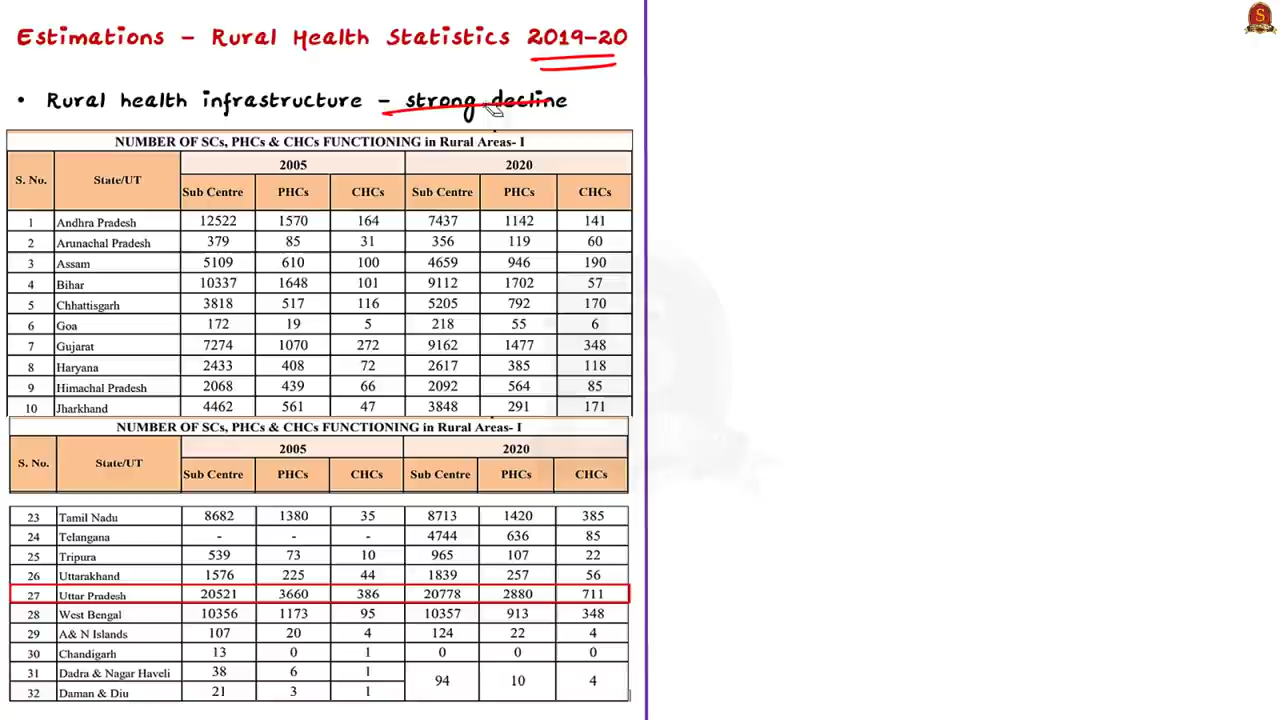 Estimations - Rural Health Statistics 2019-20
• Rural health infrastructure - strong decline
NUMBER OF SCs, PHCs & CHCs FUNCTIONING in Rural Areas- I
S. No. State/UT 2005 2020
Sub Centre PHCs CHCs Sub Centre PHCs CHCs
1 Andhra Pradesh 12522 1570 164 7437 1142 141
2 Arunachal Pradesh 379 85 31 356 119 60
3 Assam 5109 610 100 4659 946 190
4 Bihar 10337 1648 101 9112 1702 57
5 Chhattisgarh 3818 517 116 5205 792 170
6 Goa 172 19 5 218 55 6
7 Gujarat 7274 1070 272 9162 1477 348
8 Haryana 2433 408 72 2617 385 118
9 Himachal Pradesh 2068 439 66 2092 564 85
10 Jharkhand 4462 561 47 3848 291 171
NUMBER OF SCs, PHCs & CHCs FUNCTIONING in Rural Areas- I
S. No. State/UT 2005 2020
Sub Centre PHCs CHCs Sub Centre PHCs CHCs
23 Tamil Nadu 8682 1380 35 8713 1420 385
24 Telangana - - - 4744 636 85
25 Tripura 539 73 10 965 107 22
26 Uttarakhand 1576 225 44 1839 257 56
27 Uttar Pradesh 20521 3660 386 20778 2880 711
28 West Bengal 10356 1173 95 10357 913 348
29 A& N Islands 107 20 4 124 22 4
30 Chandigarh 13 0 1 0 0 0
31 Dadra & Nagar Haveli 38 6 1 94 10 4
32 Daman & Diu 21 3 1